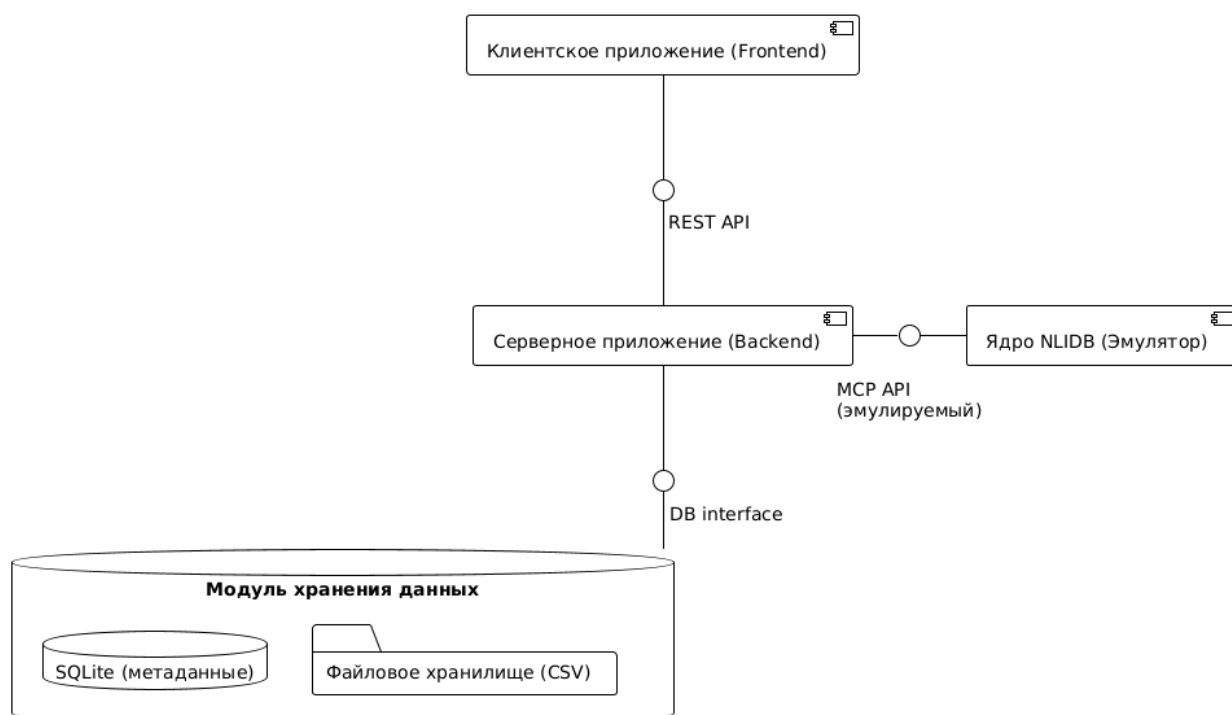 Клиентское приложение (Frontend)
REST API
Серверное приложение (Backend)
Ядро NLIDB (Эмулятор)
MCP API
(эмулируемый)
DB interface
Модуль хранения данных
SQLite (метаданные)
Файловое хранилище (CSV)